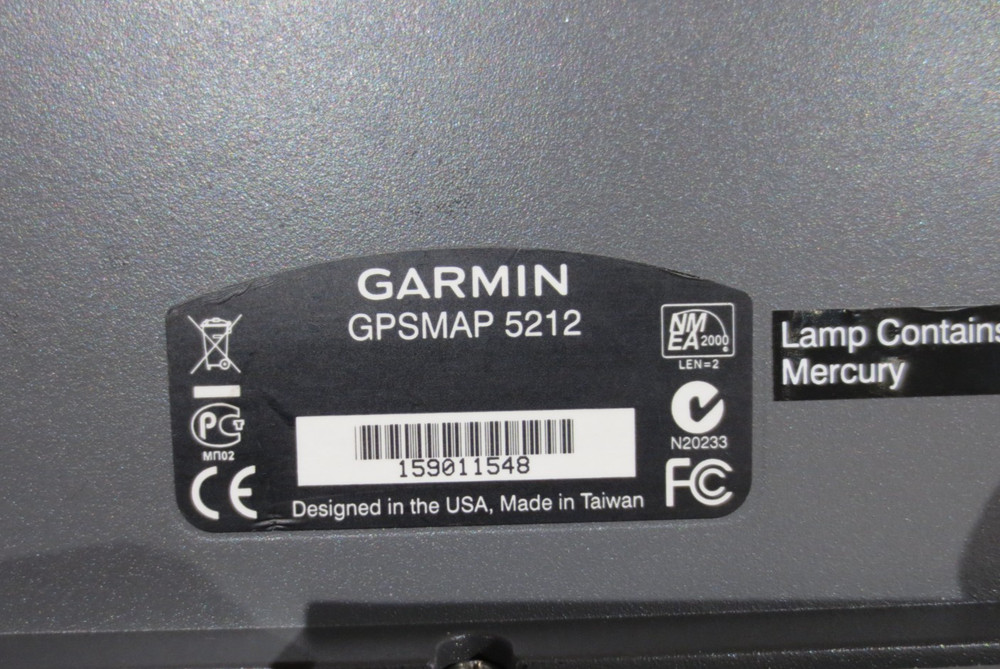 GARMIN
GPSMAP 5212
NM
EA 2000
LEN=2
PC
МП02
N20233
159011548
CE
FC
Designed in the USA, Made in Taiwan
Lamp Contains
Mercury